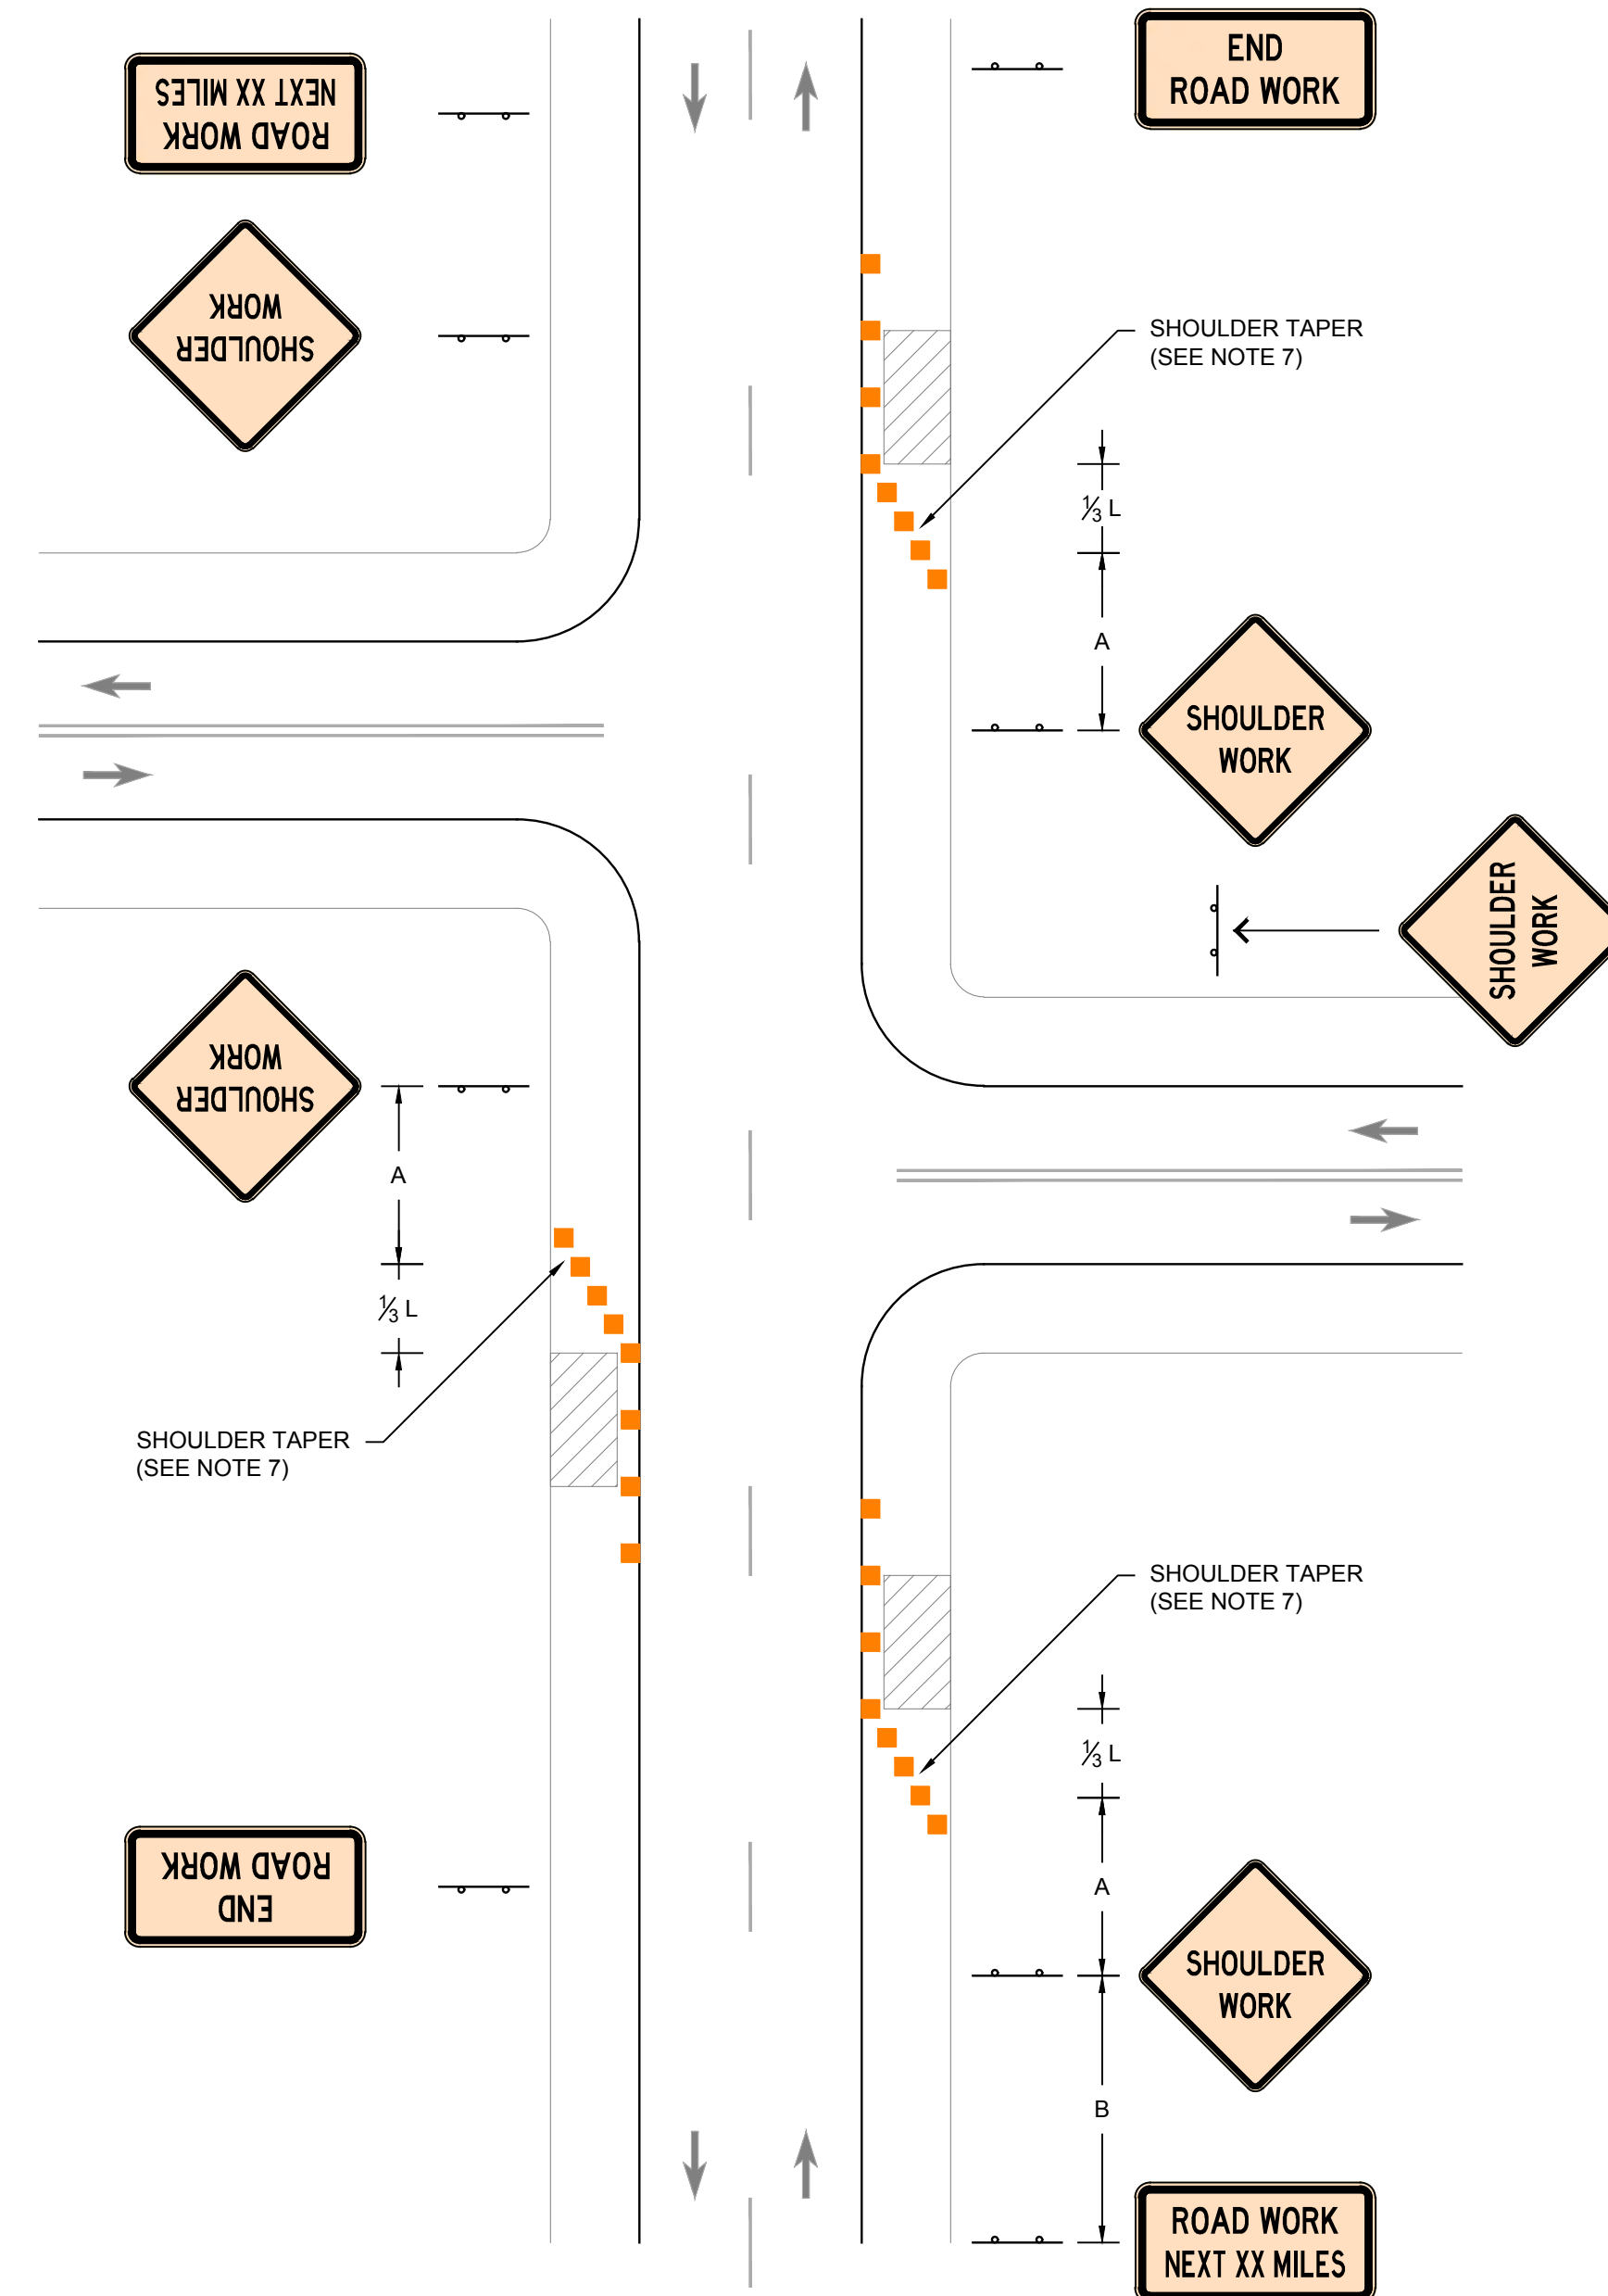 NEXT XX MILES
ROAD WORK
END
ROAD WORK
SHOULDER
WORK
SHOULDER TAPER
(SEE NOTE 7)
⅓ L
A
SHOULDER
WORK
SHOULDER
WORK
SHOULDER
WORK
A
⅓ L
SHOULDER TAPER
(SEE NOTE 7)
SHOULDER TAPER
(SEE NOTE 7)
⅓ L
A
END
ROAD WORK
SHOULDER
WORK
B
ROAD WORK
NEXT XX MILES